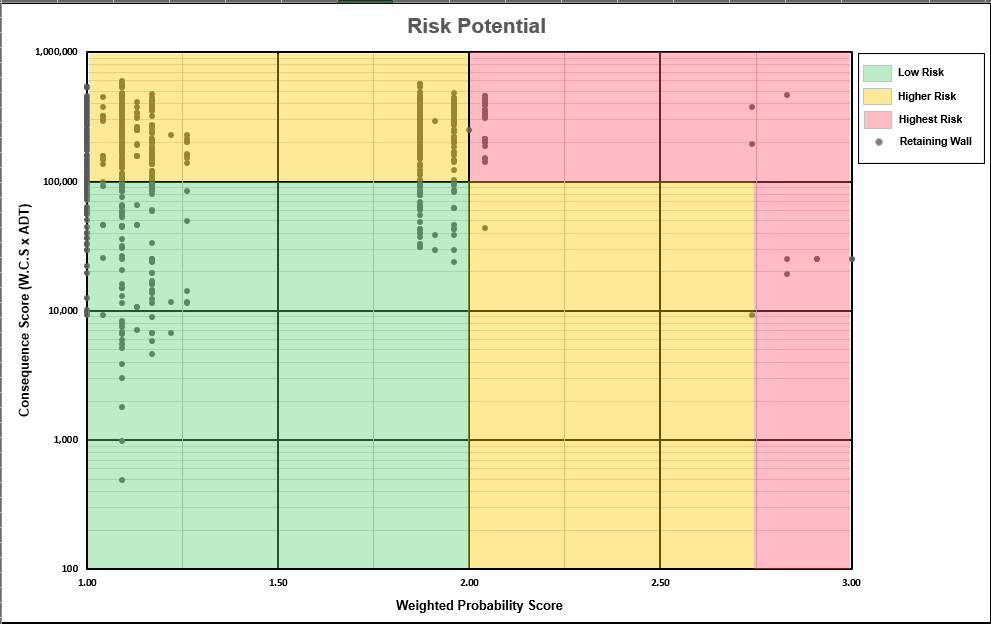 Risk Potential
1,000,000
100,000
10,000
1,000
100
Consequence Score (W.C.S x ADT)
1.00
1.50
2.00
2.50
3.00
Weighted Probability Score
Low Risk
Higher Risk
Highest Risk
Retaining Wall